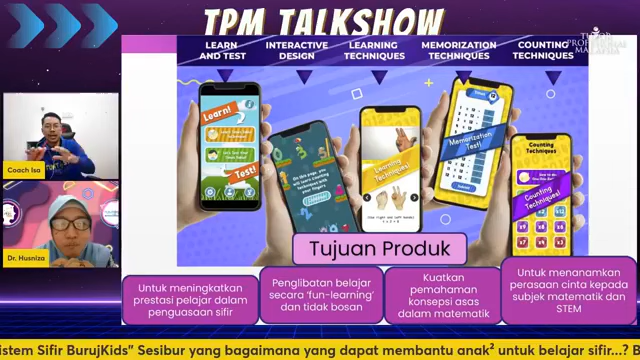 TPM TALKSHOW
LEARN
AND TEST
INTERACTIVE
DESIGN
LEARNING
TECHNIQUES
MEMORIZATION
TECHNIQUES
COUNTING
TECHNIQUES
TUTOR
PROFESIONAL
MALAYSIA
Learn!
Test!
Learning
Techniques!
Memorization
Test!
Counting
Techniques
Counting
Techniques!
Coach Isa
Dr. Husniza
Tujuan Produk
Untuk meningkatkan
prestasi pelajar dalam
penguasaan sifir
Penglibatan belajar
secara 'fun-learning'
dan tidak bosan
Kuatkan
pemahaman
konsepsi asas
dalam matematik
Untuk menanamkan
perasaan cinta kepada
subjek matematik dan
STEM
istem Sifir BurujKids" Sesibur yang bagaimana yang dapat membantu anak² untuk belajar sifir...? B